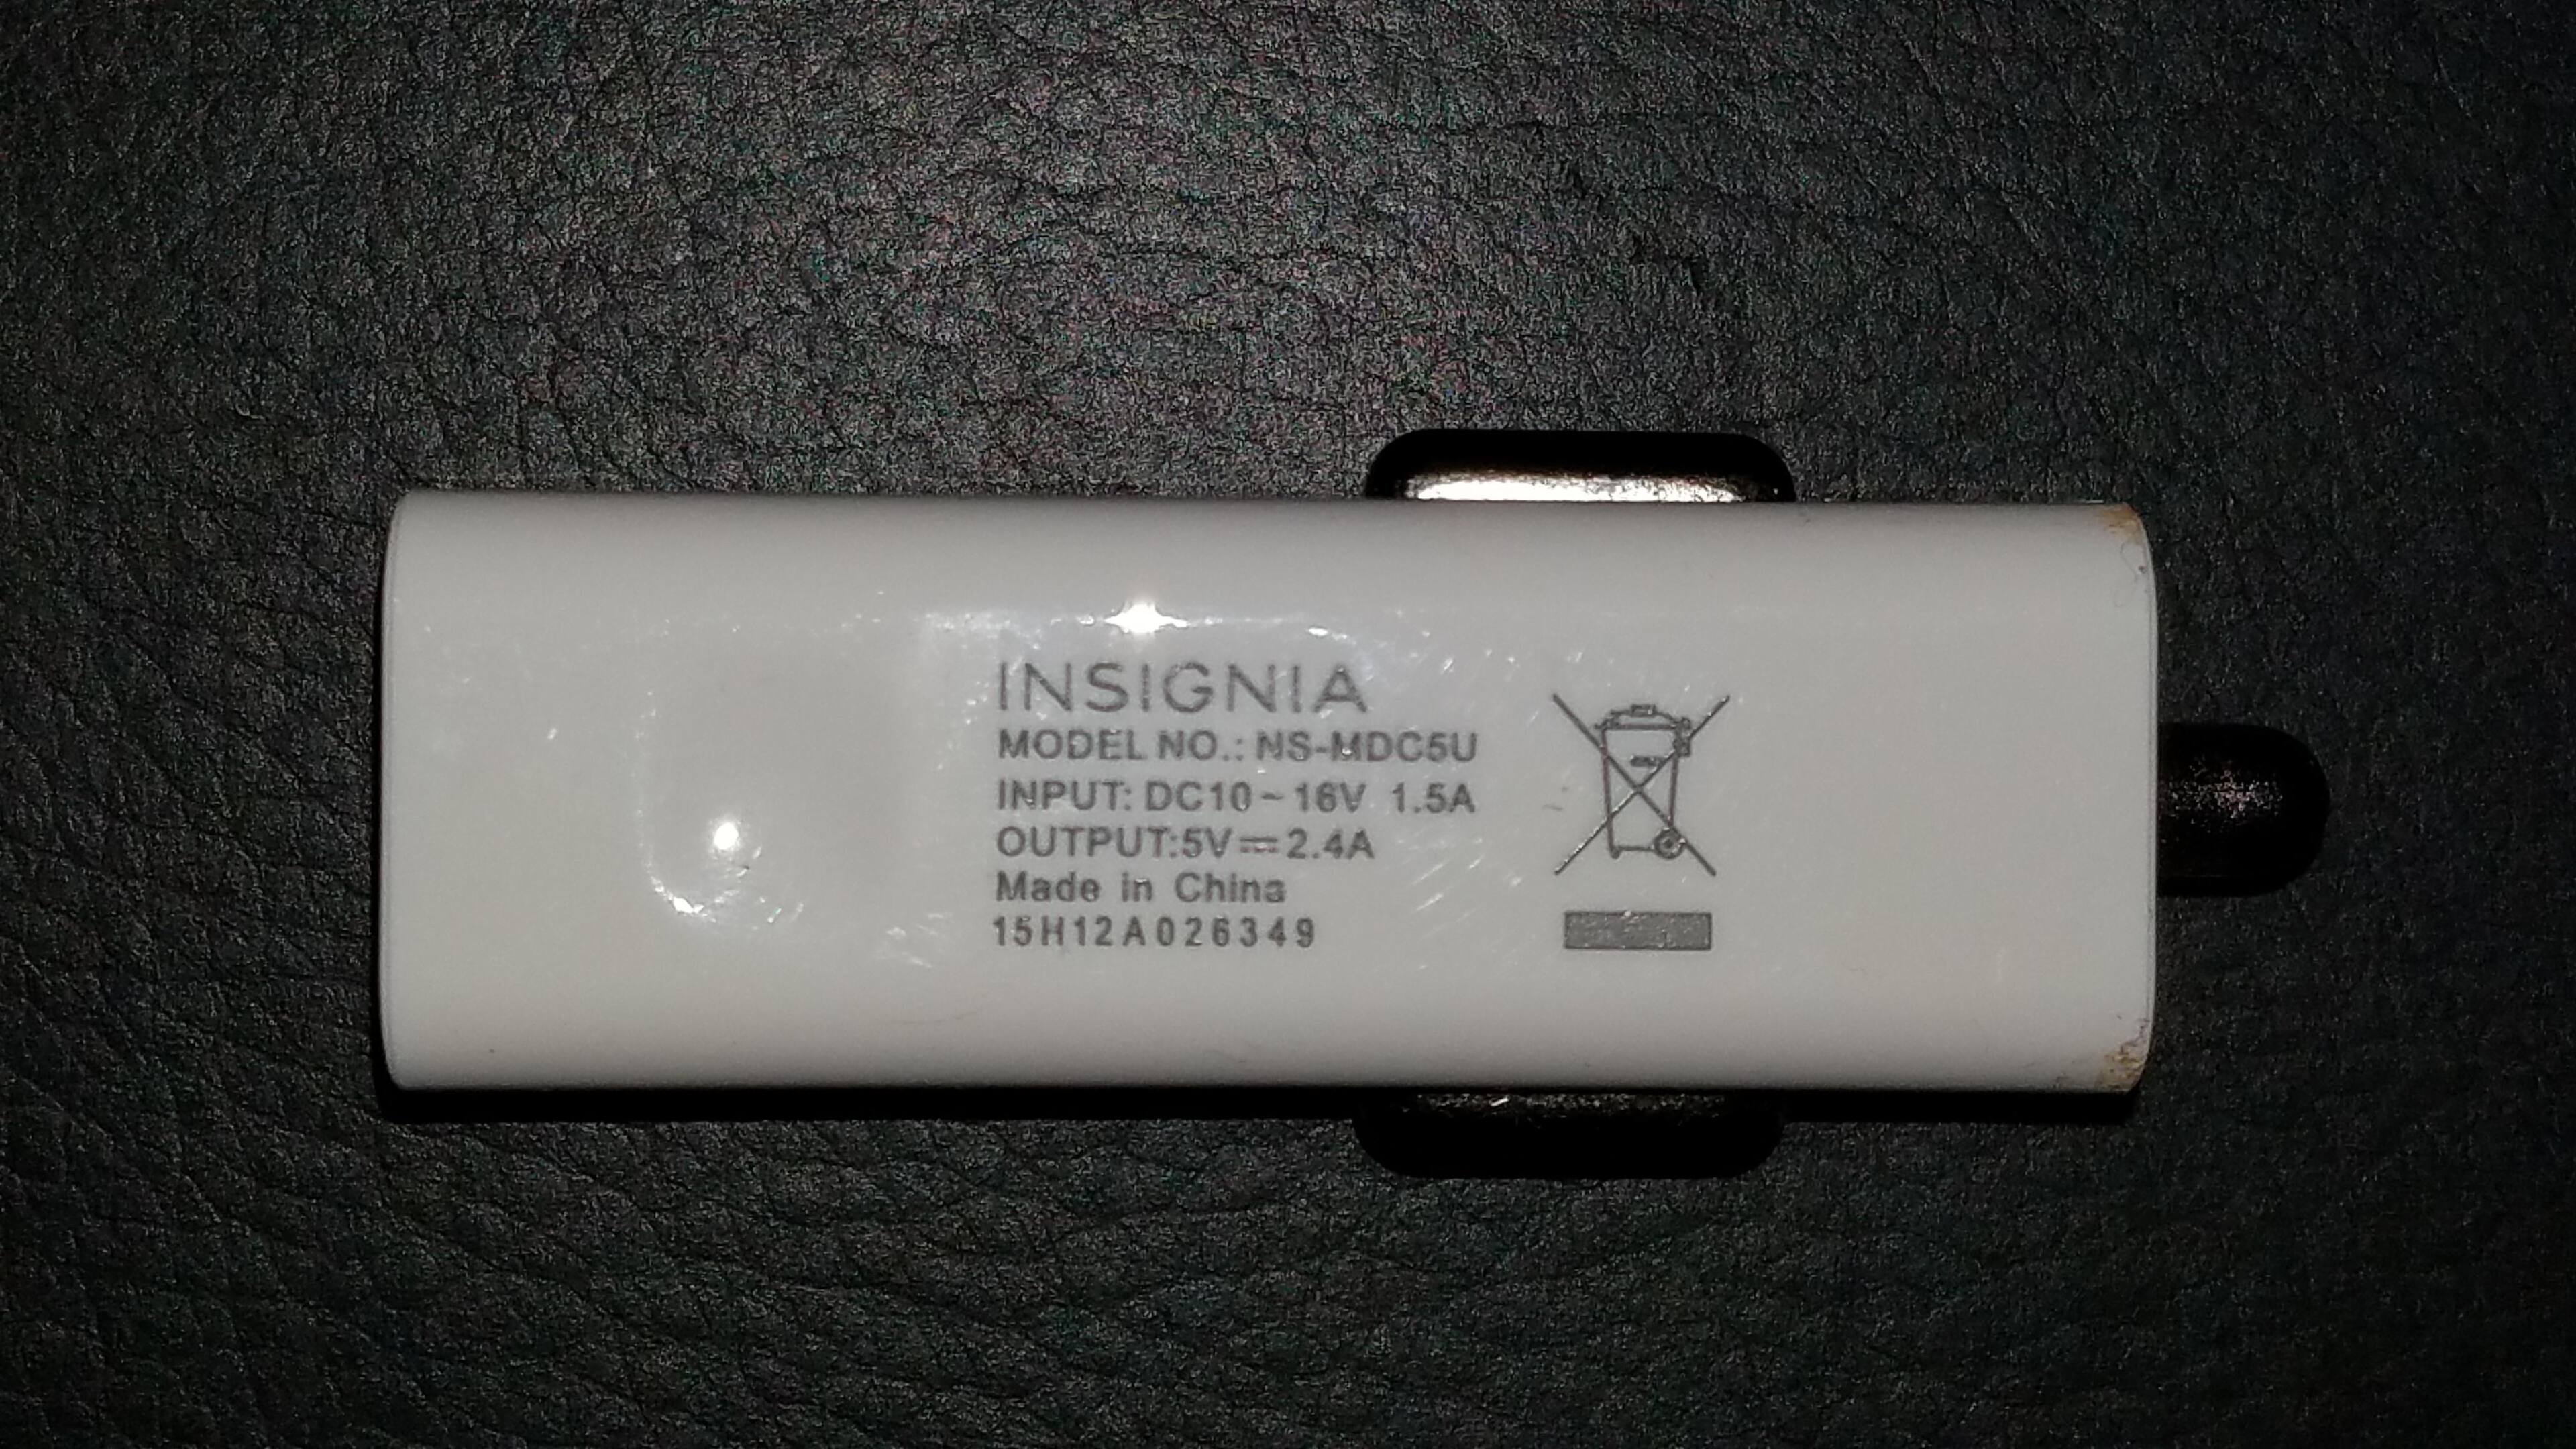 INSIGNIA
MODEL NO.: NS-MDC5U
INPUT: DC10~16V 1.5A
OUTPUT:5V⎓2.4A
Made in China
15H12A026349